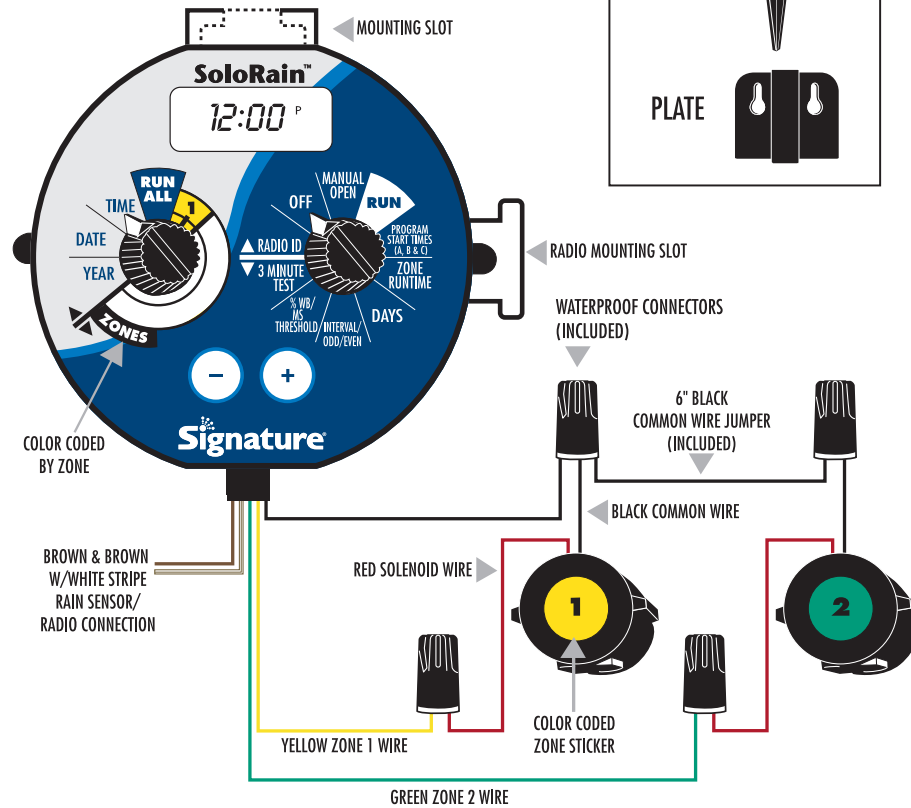 MOUNTING SLOT
SoloRain™
12:00 P
PLATE
RUN
ALL
1
TIME
DATE
YEAR
ZONES
MANUAL
OPEN
OFF
RUN
PROGRAM
START TIMES
(A, B & C)
RADIO ID
3 MINUTE
TEST
ZONE
RUNTIME
% WB/
MS
THRESHOLD
INTERVAL/
ODD/EVEN
DAYS
RADIO MOUNTING SLOT
- +
Signature®
COLOR CODED
BY ZONE
WATERPROOF CONNECTORS
(INCLUDED)
6" BLACK
COMMON WIRE JUMPER
(INCLUDED)
BLACK COMMON WIRE
BROWN & BROWN
W/WHITE STRIPE
RAIN SENSOR/
RADIO CONNECTION
RED SOLENOID WIRE
1
2
COLOR CODED
ZONE STICKER
YELLOW ZONE 1 WIRE
GREEN ZONE 2 WIRE